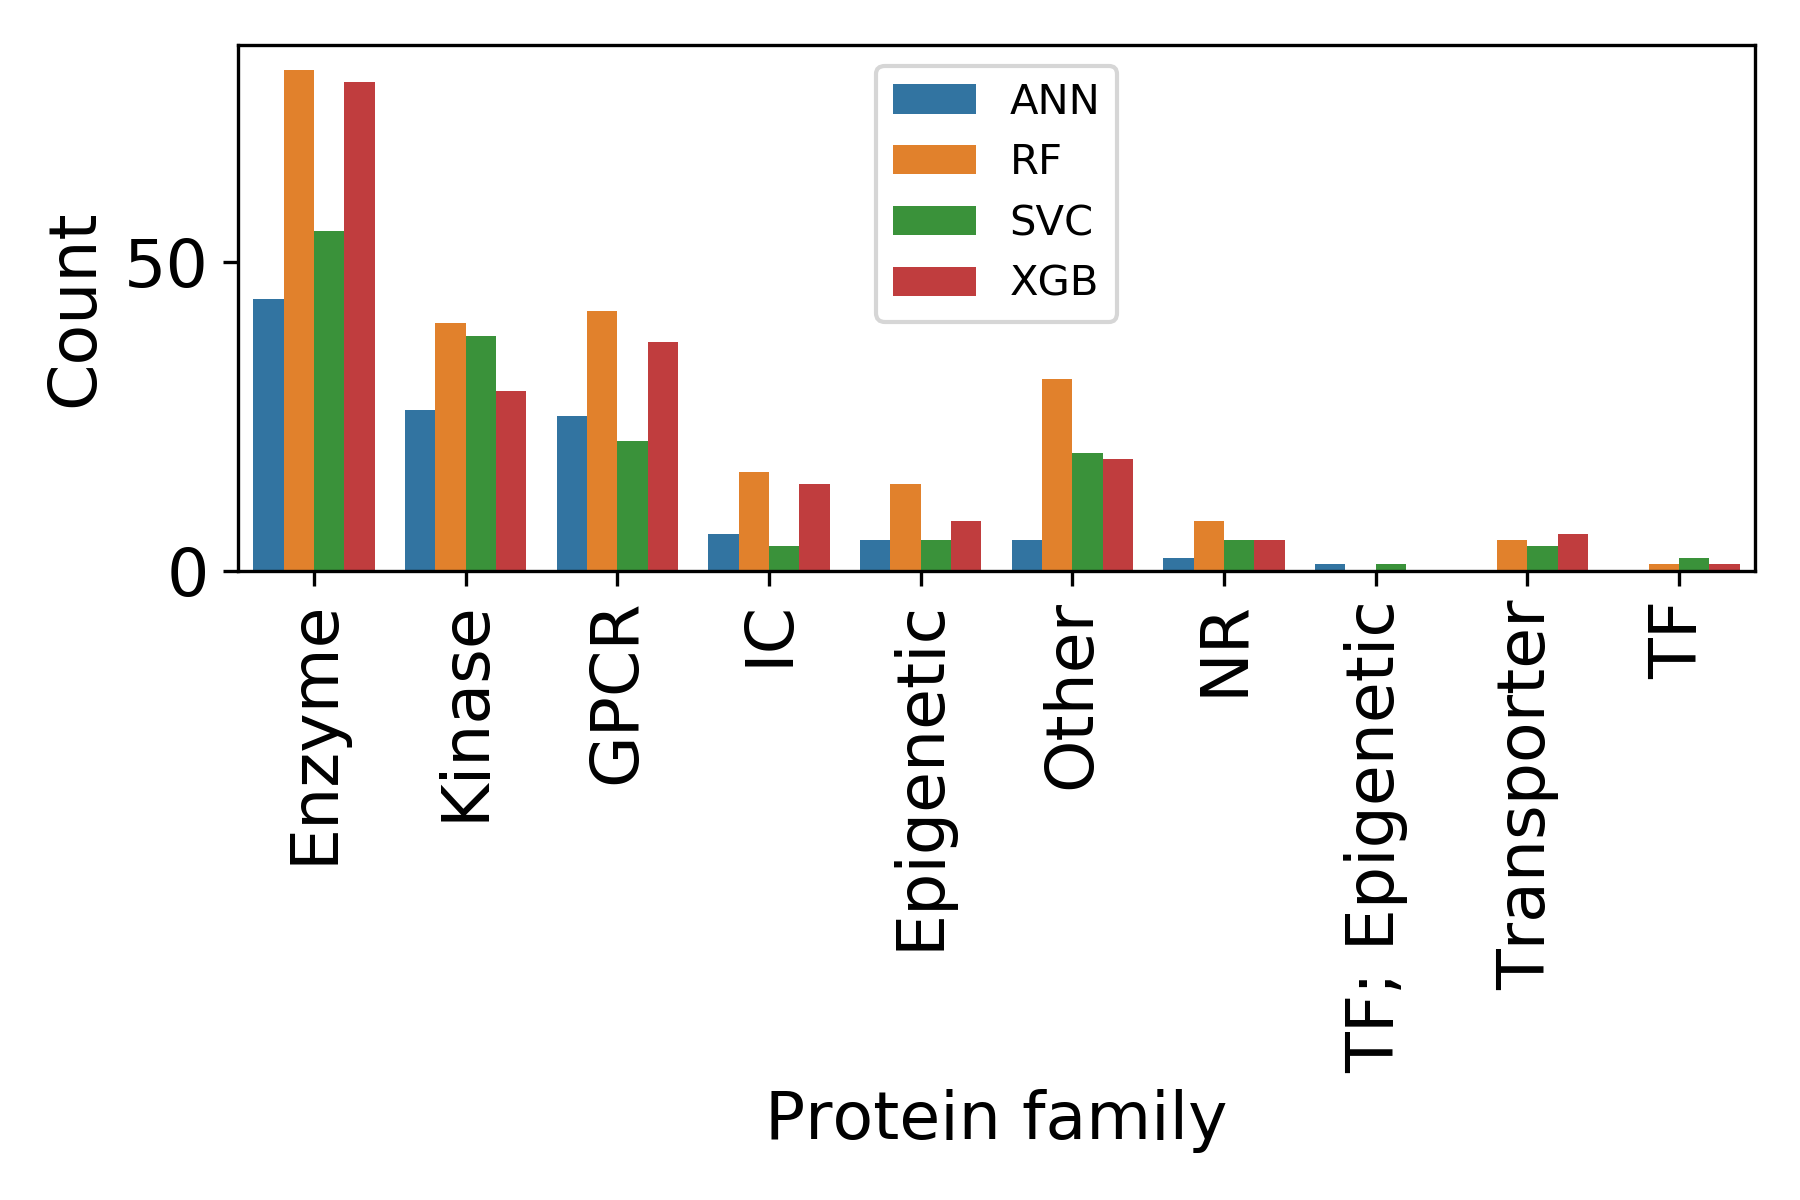 ANN
RF
SVC
XGB
Count
50
0
Enzyme
Kinase
GPCR
IC
Epigenetic
Other
NR
TF; Epigenetic
Transporter
TF
Protein family